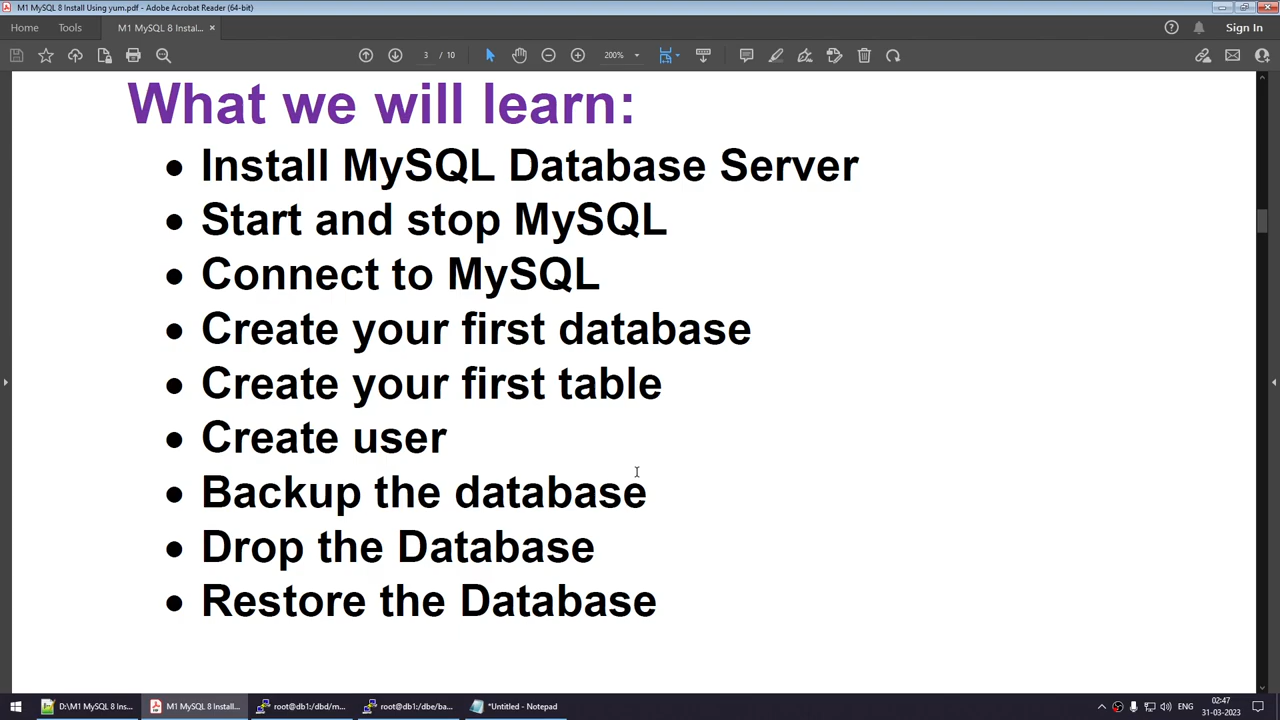 M1 MySQL 8 Install Using yum.pdf - Adobe Acrobat Reader (64-bit)
Home Tools M1 MySQL 8 Instal... × Sign In
3 / 10 200%
What we will learn:
• Install MySQL Database Server
• Start and stop MySQL
• Connect to MySQL
• Create your first database
• Create your first table
• Create user
• Backup the database
• Drop the Database
• Restore the Database
D:\M1 MySQL 8 Ins... M1 MySQL 8 Install... root@db1:/dbd/m... root@db1:/dbe/ba... *Untitled - Notepad ENG 02:47
31-03-2023